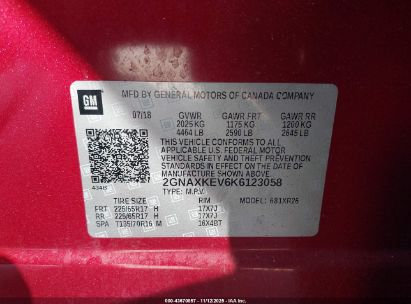 GM
MFD BY GENERAL MOTORS OF CANADA COMPANY
07/18 GVWR GAWR FRT GAWR RR
2025 KG 1175 KG 1200 KG
4464 LB 2590 LB 2645 LB
THIS VEHICLE CONFORMS TO ALL
APPLICABLE U.S. FEDERAL MOTOR
VEHICLE SAFETY AND THEFT PREVENTION
STANDARDS IN EFFECT ON THE DATE OF
MANUFACTURE SHOWN ABOVE.
2GNAXKEV6K6123058
TYPE: M.P.V. MODEL:
TIRE SIZE RIM
FRT 225/65R17 H 17X7J
RR 225/65R17 H 17X7J
SPA T135/70R16 M 16X4BT